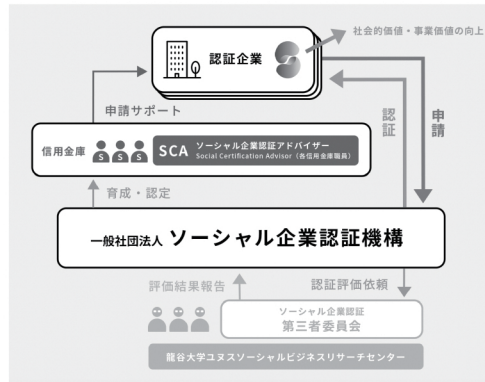 社会的価値・事業価値の向上
認証企業
申請サポート
認証
申請
信用金庫
S S S
SCA
ソーシャル企業認証アドバイザー
Social Certification Advisor（各信用金庫職員）
育成・認定
一般社団法人 ソーシャル企業認証機構
評価結果報告
認証評価依頼
ソーシャル企業認証
第三者委員会
龍谷大学ユヌスソーシャルビジネスリサーチセンター